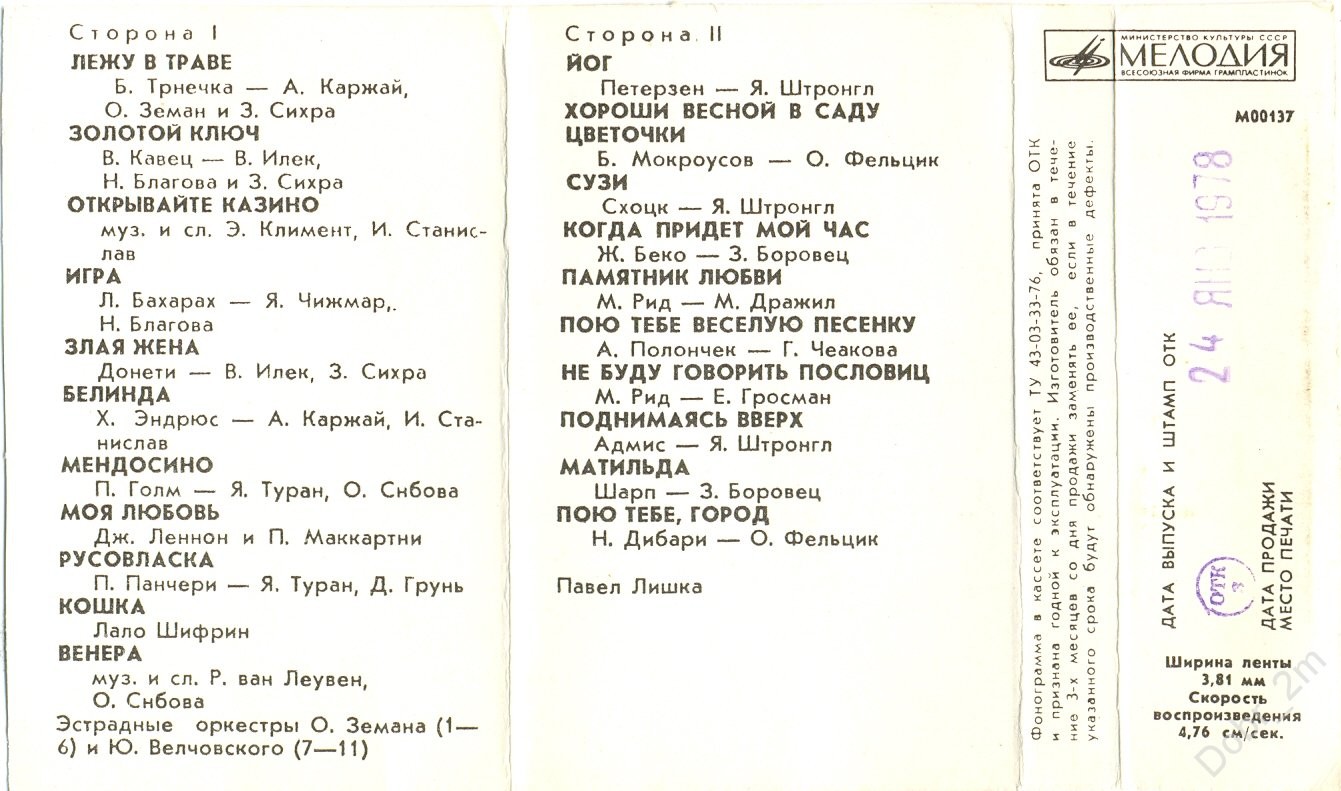 Сторона I
ЛЕЖУ В ТРАВЕ
Б. Трнечка — А. Каржай,
О. Земан и З. Сихра
ЗОЛОТОЙ КЛЮЧ
В. Кавец — В. Илек,
Н. Благова и З. Сихра
ОТКРЫВАЙТЕ КАЗИНО
муз. и сл. Э. Климент, И. Станис-
лав
ИГРА
Л. Бахарах — Я. Чижмар,.
Н. Благова
ЗЛАЯ ЖЕНА
Донети — В. Илек, З. Сихра
БЕЛИНДА
Х. Эндрюс — А. Каржай, И. Ста-
нислав
МЕНДОСИНО
П. Голм — Я. Туран, О. Снбова
МОЯ ЛЮБОВЬ
Дж. Леннон и П. Маккартни
РУСОВЛАСКА
П. Панчери — Я. Туран, Д. Грунь
КОШКА
Лало Шифрин
ВЕНЕРА
муз. и сл. Р. ван Леувен,
О. Снбова
Эстрадные оркестры О. Земана (1—
6) и Ю. Велчовского (7—11)
Сторона II
ЙОГ
Петерзен — Я. Штронгл
ХОРОШИ ВЕСНОЙ В САДУ
ЦВЕТОЧКИ
Б. Мокроусов — О. Фельцик
СУЗИ
Схоцк — Я. Штронгл
КОГДА ПРИДЕТ МОЙ ЧАС
Ж. Беко — З. Боровец
ПАМЯТНИК ЛЮБВИ
М. Рид — М. Дражил
ПОЮ ТЕБЕ ВЕСЕЛУЮ ПЕСЕНКУ
А. Полончек — Г. Чеакова
НЕ БУДУ ГОВОРИТЬ ПОСЛОВИЦ
М. Рид — Е. Гросман
ПОДНИМАЯСЬ ВВЕРХ
Адмис — Я. Штронгл
МАТИЛЬДА
Шарп — З. Боровец
ПОЮ ТЕБЕ, ГОРОД
Н. Дибари — О. Фельцик
Павел Лишка
Фонограмма в кассете соответствует ТУ 43-03-33-76, принята ОТК
и признана годной к эксплуатации. Изготовитель обязан в тече-
ние 3-х месяцев со дня продажи заменять ее, если в течение
указанного срока будут обнаружены производственные дефекты.
МИНИСТЕРСТВО КУЛЬТУРЫ СССР
МЕЛОДИЯ
ВСЕСОЮЗНАЯ ФИРМА ГРАМПЛАСТИНОК
М00137
ДАТА ВЫПУСКА И ШТАМП ОТК
24 ЯНВ 1978
ОТК
3
ДАТА ПРОДАЖИ
МЕСТО ПЕЧАТИ
Ширина ленты
3,81 мм
Скорость
воспроизведения
4,76 см/сек.